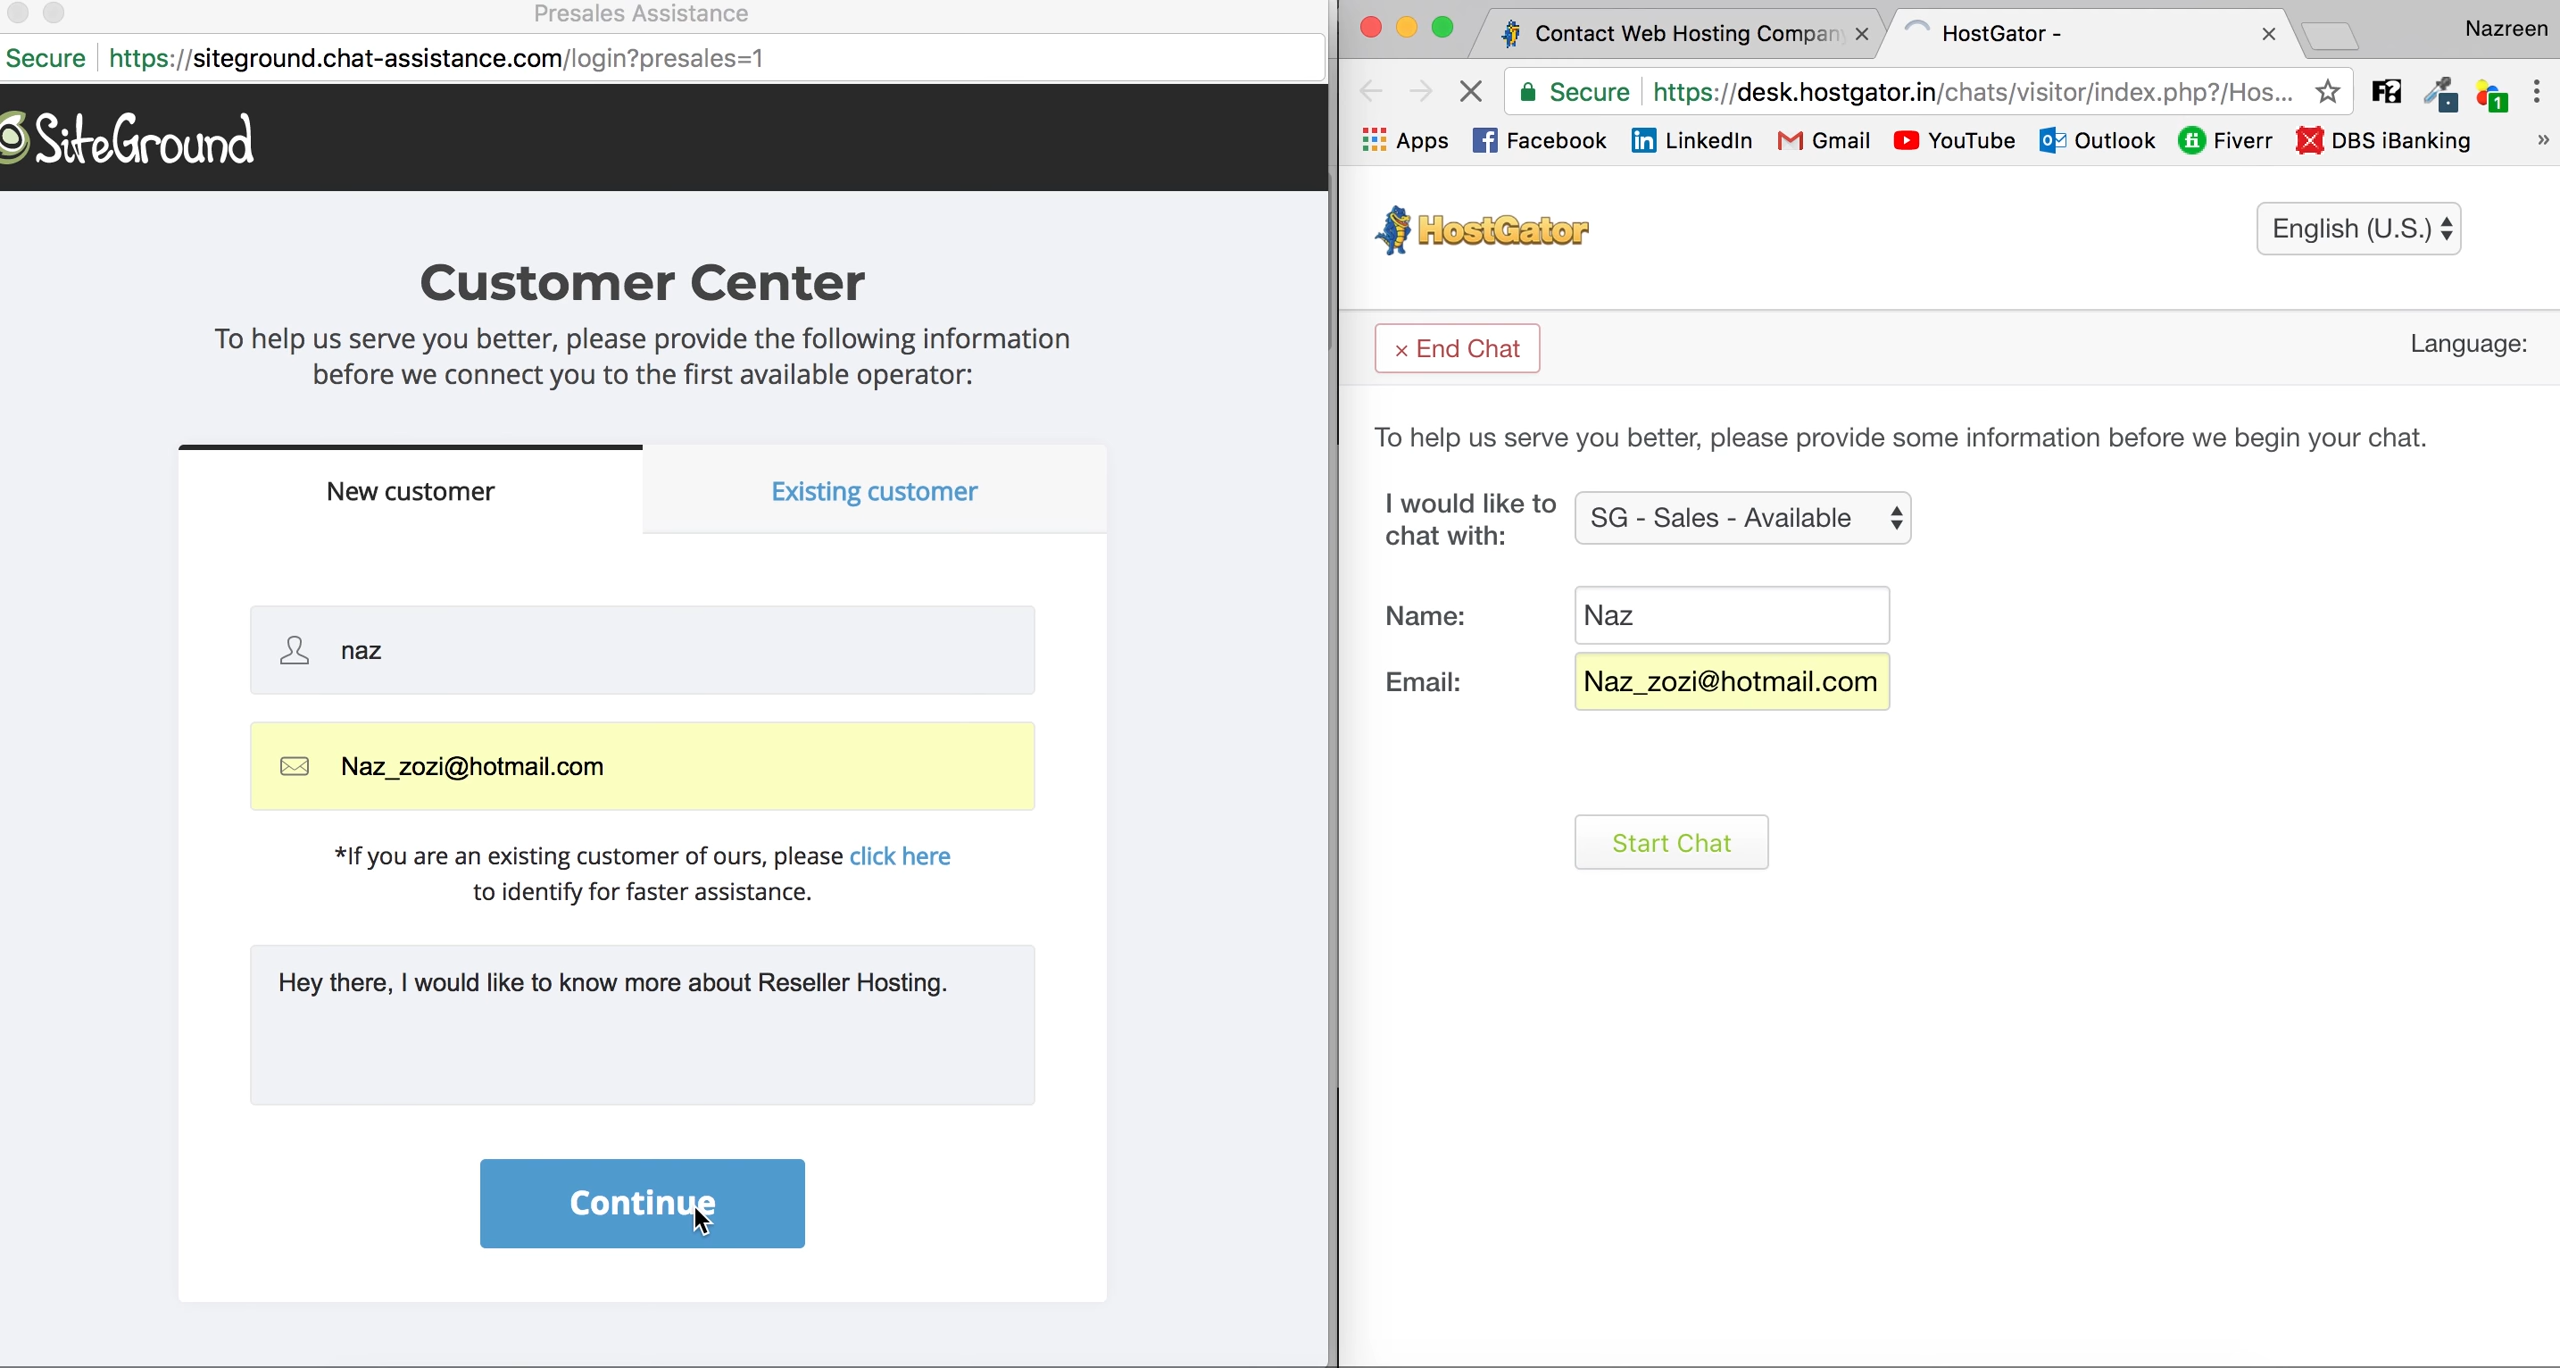 Presales Assistance
Secure https://siteground.chat-assistance.com/login?presales=1
SiteGround
Customer Center
To help us serve you better, please provide the following information
before we connect you to the first available operator:
New customer
Existing customer
naz
Naz_zozi@hotmail.com
*If you are an existing customer of ours, please click here
to identify for faster assistance.
Hey there, I would like to know more about Reseller Hosting.
Continue
Contact Web Hosting Company
HostGator -
Nazreen
Secure https://desk.hostgator.in/chats/visitor/index.php?/Hos...
F?
1
Apps Facebook LinkedIn Gmail YouTube Outlook Fiverr DBS iBanking »
HostGator
English (U.S.)
× End Chat
Language:
To help us serve you better, please provide some information before we begin your chat.
I would like to
chat with:
SG - Sales - Available
Name: Naz
Email: Naz_zozi@hotmail.com
Start Chat